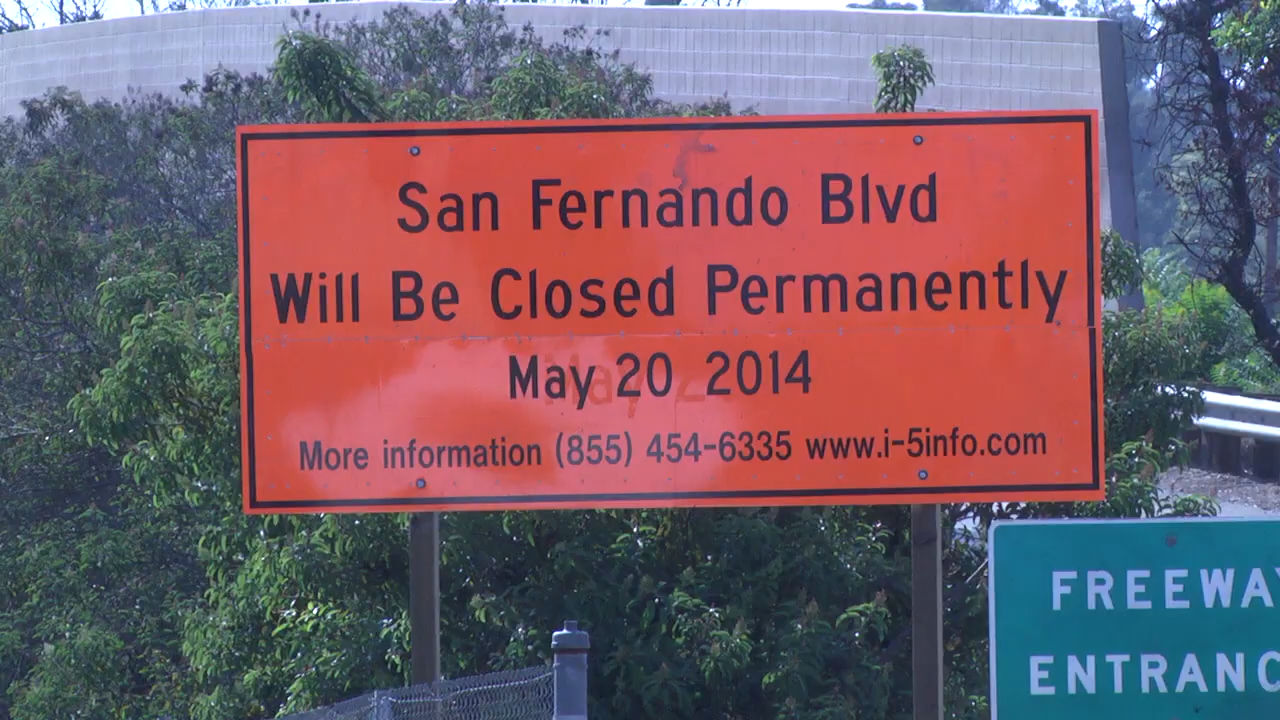 San Fernando Blvd
Will Be Closed Permanently
May 20 2014
More information (855) 454-6335 www.i-5info.com
FREEWA
ENTRANC